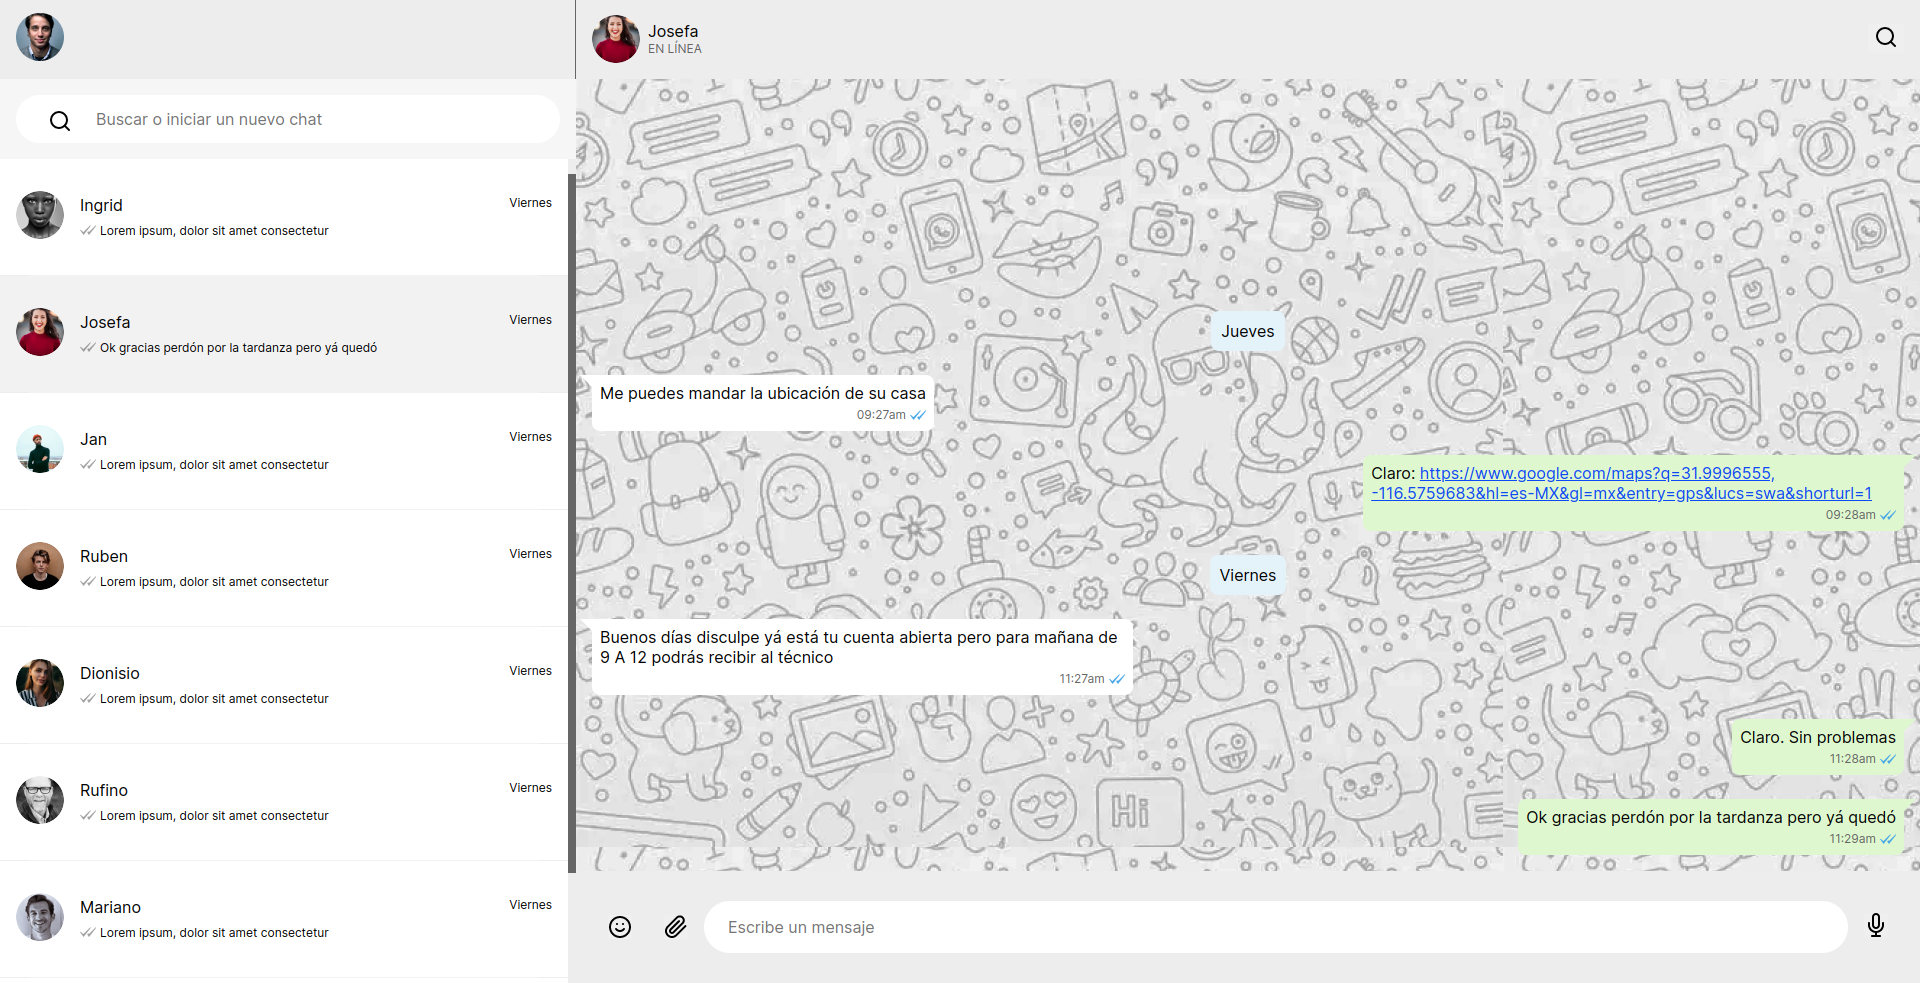 Buscar o iniciar un nuevo chat
Ingrid
Viernes
Lorem ipsum, dolor sit amet consectetur
Josefa
Viernes
Ok gracias perdón por la tardanza pero yá quedó
Jan
Viernes
Lorem ipsum, dolor sit amet consectetur
Ruben
Viernes
Lorem ipsum, dolor sit amet consectetur
Dionisio
Viernes
Lorem ipsum, dolor sit amet consectetur
Rufino
Viernes
Lorem ipsum, dolor sit amet consectetur
Mariano
Viernes
Lorem ipsum, dolor sit amet consectetur
Josefa
EN LÍNEA
Jueves
Me puedes mandar la ubicación de su casa
09:27am
Claro: https://www.google.com/maps?q=31.9996555,
-116.5759683&hl=es-MX&gl=mx&entry=gps&lucs=swa&shorturl=1
09:28am
Viernes
Buenos días disculpe yá está tu cuenta abierta pero para mañana de
9 A 12 podrás recibir al técnico
11:27am
Claro. Sin problemas
11:28am
Ok gracias perdón por la tardanza pero yá quedó
11:29am
Hi
Escribe un mensaje